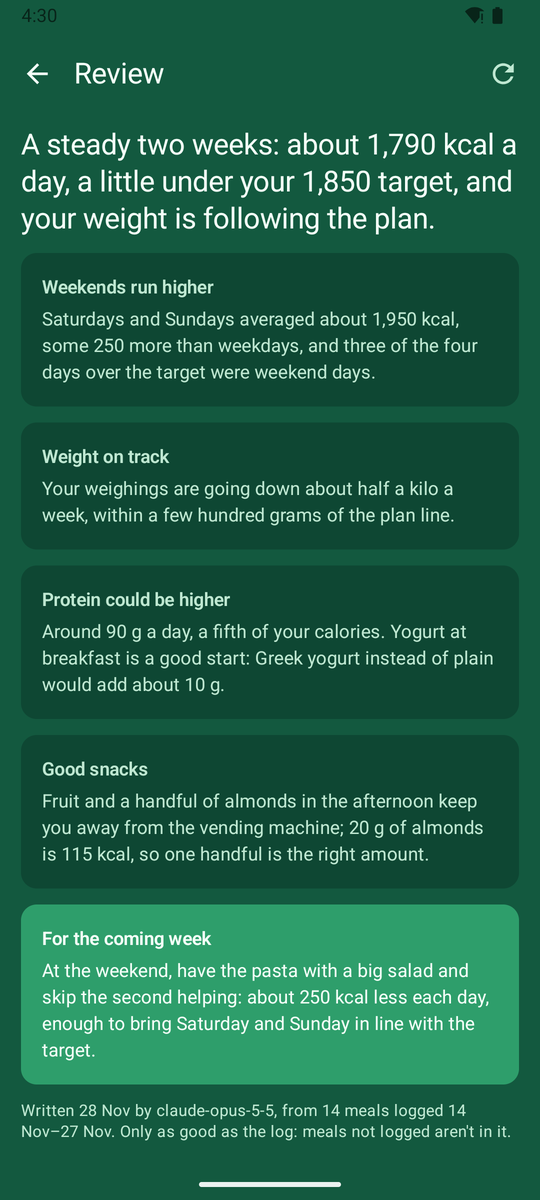 4:30
Review
A steady two weeks: about 1,790 kcal a
day, a little under your 1,850 target, and
your weight is following the plan.
Weekends run higher
Saturdays and Sundays averaged about 1,950 kcal,
some 250 more than weekdays, and three of the four
days over the target were weekend days.
Weight on track
Your weighings are going down about half a kilo a
week, within a few hundred grams of the plan line.
Protein could be higher
Around 90 g a day, a fifth of your calories. Yogurt at
breakfast is a good start: Greek yogurt instead of plain
would add about 10 g.
Good snacks
Fruit and a handful of almonds in the afternoon keep
you away from the vending machine; 20 g of almonds
is 115 kcal, so one handful is the right amount.
For the coming week
At the weekend, have the pasta with a big salad and
skip the second helping: about 250 kcal less each day,
enough to bring Saturday and Sunday in line with the
target.
Written 28 Nov by claude-opus-5-5, from 14 meals logged 14
Nov–27 Nov. Only as good as the log: meals not logged aren't in it.